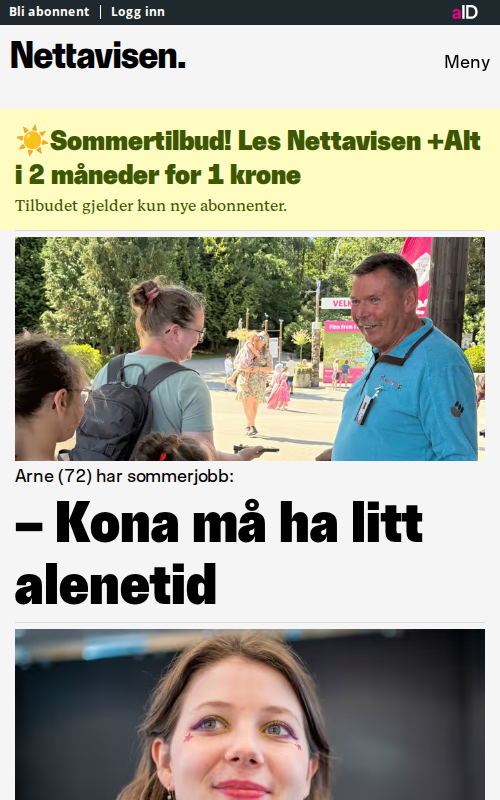 Bli abonnent | Logg inn
aID
Nettavisen.
Meny
☀️Sommertilbud! Les Nettavisen +Alt
i 2 måneder for 1 krone
Tilbudet gjelder kun nye abonnenter.
VELK
Arne (72) har sommerjobb:
– Kona må ha litt
alenetid